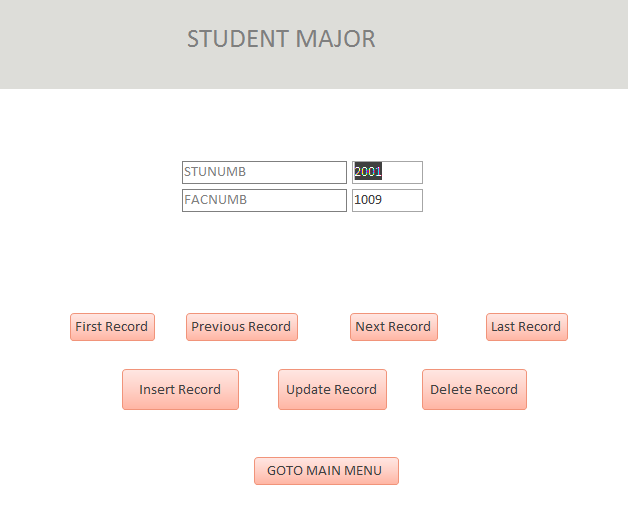 STUDENT MAJOR
STUNUMB 2001
FACNUMB 1009
First Record Previous Record Next Record Last Record
Insert Record Update Record Delete Record
GOTO MAIN MENU